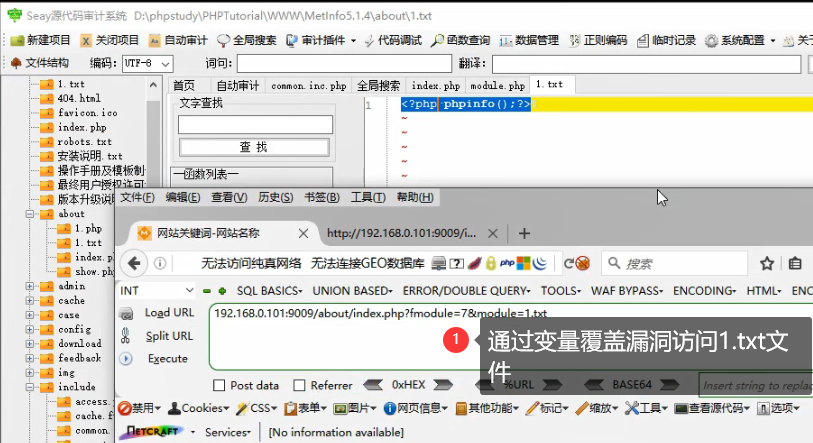 Seay源代码审计系统 D:\phpstudy\PHPTutorial\WWW\MetInfo5.1.4\about\1.txt
新建项目 关闭项目 自动审计 全局搜索 审计插件 代码调试 函数查询 数据管理 正则编码 临时记录 系统配置 关于
文件结构 编码: UTF-8 词句: 翻译:
首页 自动审计 common.inc.php 全局搜索 index.php module.php 1.txt
1.txt
404.html
favicon.ico
index.php
robots.txt
安装说明.txt
操作手册及模板制
最终用户授权许可
版本升级说明
about
1.php
1.txt
index.p
show.php
admin
cache
case
config
download
feedback
img
include
access.
cache.f
common.
文字查找
查 找
函数列表
1 <?php phpinfo();?>
~
~
~
~
~
文件(F) 编辑(E) 查看(V) 历史(S) 书签(B) 工具(T) 帮助(H)
网站关键词-网站名称 http://192.168.0.101:9009/i...
无法访问纯真网络 无法连接GEO数据库 php 搜索
INT SQL BASICS UNION BASED ERROR/DOUBLE QUERY TOOLS WAF BYPASS ENCODING HTML ENC
Load URL
Split URL
Execute
192.168.0.101:9009/about/index.php?fmodule=7&module=1.txt
1 通过变量覆盖漏洞访问1.txt文
件
Post data Referrer 0xHEX %URL BASE64 Insert string to replac
禁用 Cookies CSS 表单 图片 网页信息 其他功能 标记 缩放 工具 查看源代码 选项
NETCRAFT Services [No information available]